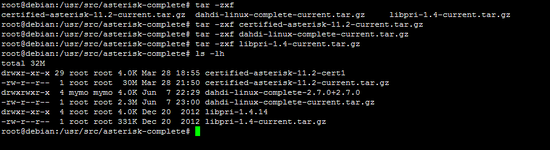 root@debian:/usr/src/asterisk-complete# tar -zxf
certified-asterisk-11.2-current.tar.gz dahdi-linux-complete-current.tar.gz libpri-1.4-current.tar.gz
root@debian:/usr/src/asterisk-complete# tar -zxf certified-asterisk-11.2-current.tar.gz
root@debian:/usr/src/asterisk-complete# tar -zxf dahdi-linux-complete-current.tar.gz
root@debian:/usr/src/asterisk-complete# tar -zxf libpri-1.4-current.tar.gz
root@debian:/usr/src/asterisk-complete# ls -lh
total 32M
drwxr-xr-x 29 root root 4.0K Mar 28 18:55 certified-asterisk-11.2-cert1
-rw-r--r-- 1 root root 30M Mar 28 21:50 certified-asterisk-11.2-current.tar.gz
drwxrwxr-x 4 mymo mymo 4.0K Jun 7 22:29 dahdi-linux-complete-2.7.0+2.7.0
-rw-r--r-- 1 root root 2.3M Jun 7 23:00 dahdi-linux-complete-current.tar.gz
drwxr-xr-x 4 root root 4.0K Dec 20 2012 libpri-1.4.14
-rw-r--r-- 1 root root 331K Dec 20 2012 libpri-1.4-current.tar.gz
root@debian:/usr/src/asterisk-complete#